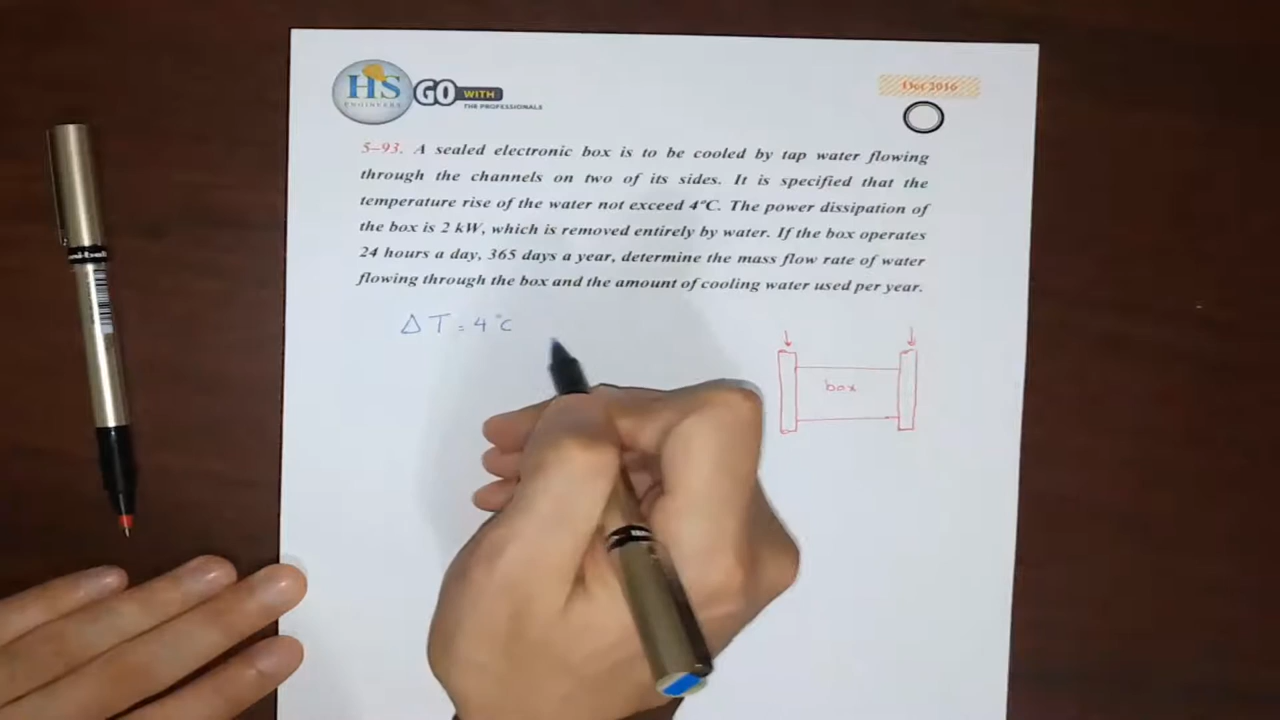 HS
ENGINEERS
GO WITH
THE PROFESSIONALS
Dec 2016
5-93. A sealed electronic box is to be cooled by tap water flowing
through the channels on two of its sides. It is specified that the
temperature rise of the water not exceed 4°C. The power dissipation of
the box is 2 kW, which is removed entirely by water. If the box operates
24 hours a day, 365 days a year, determine the mass flow rate of water
flowing through the box and the amount of cooling water used per year.
Δ T = 4 °C
box